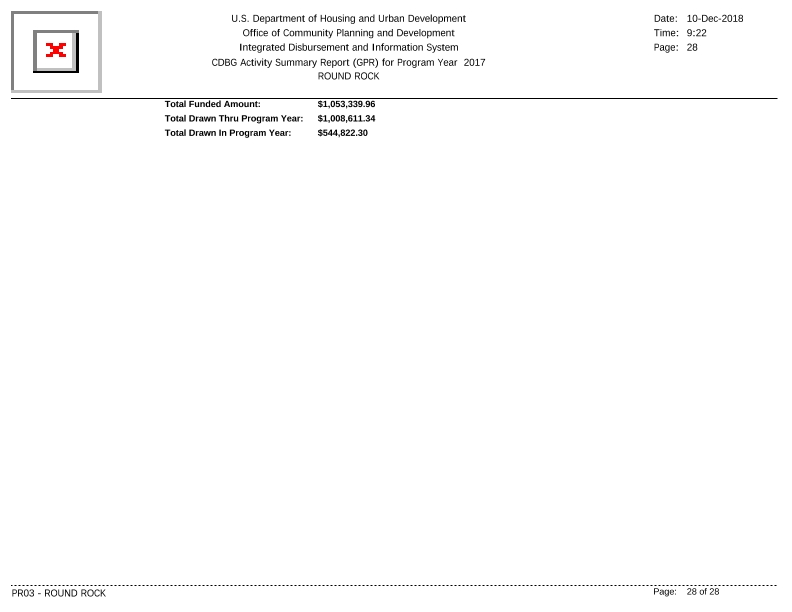 U.S. Department of Housing and Urban Development
Office of Community Planning and Development
Integrated Disbursement and Information System
CDBG Activity Summary Report (GPR) for Program Year 2017
ROUND ROCK
Date: 10-Dec-2018
Time: 9:22
Page: 28
Total Funded Amount: $1,053,339.96
Total Drawn Thru Program Year: $1,008,611.34
Total Drawn In Program Year: $544,822.30
PR03 - ROUND ROCK
Page: 28 of 28